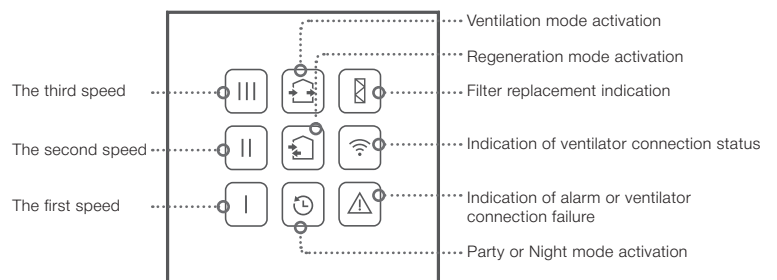 Ventilation mode activation
Regeneration mode activation
The third speed
Filter replacement indication
The second speed
Indication of ventilator connection status
The first speed
Indication of alarm or ventilator
connection failure
Party or Night mode activation